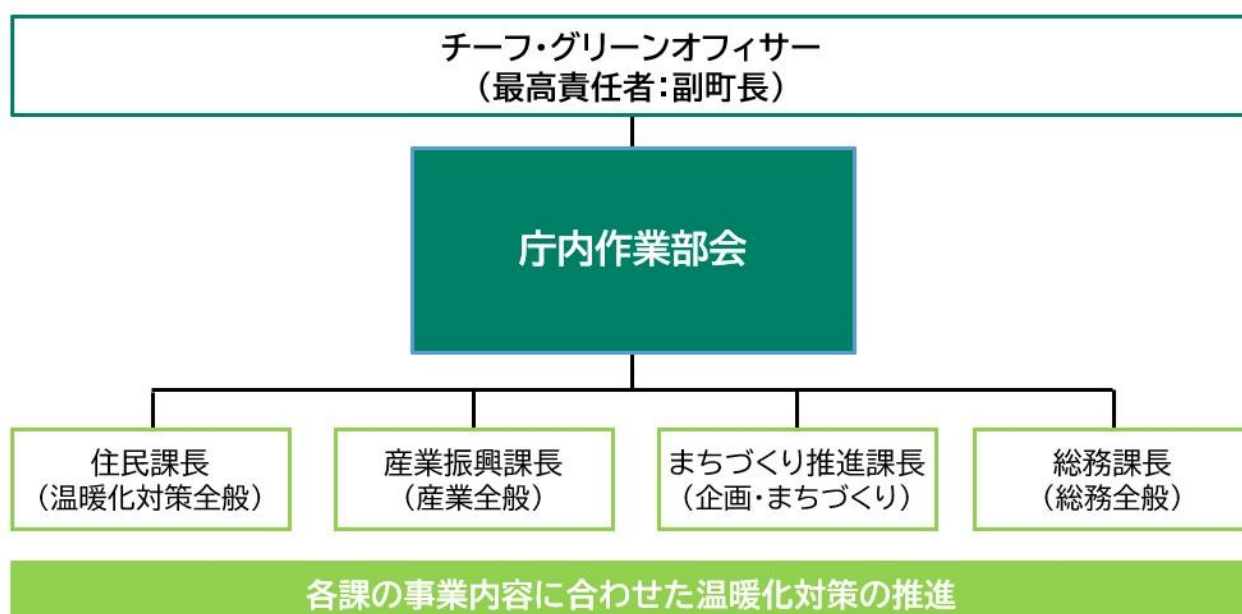 チーフ・グリーンオフィサー
（最高責任者：副町長）
庁内作業部会
住民課長
（温暖化対策全般）
産業振興課長
（産業全般）
まちづくり推進課長
（企画・まちづくり）
総務課長
（総務全般）
各課の事業内容に合わせた温暖化対策の推進